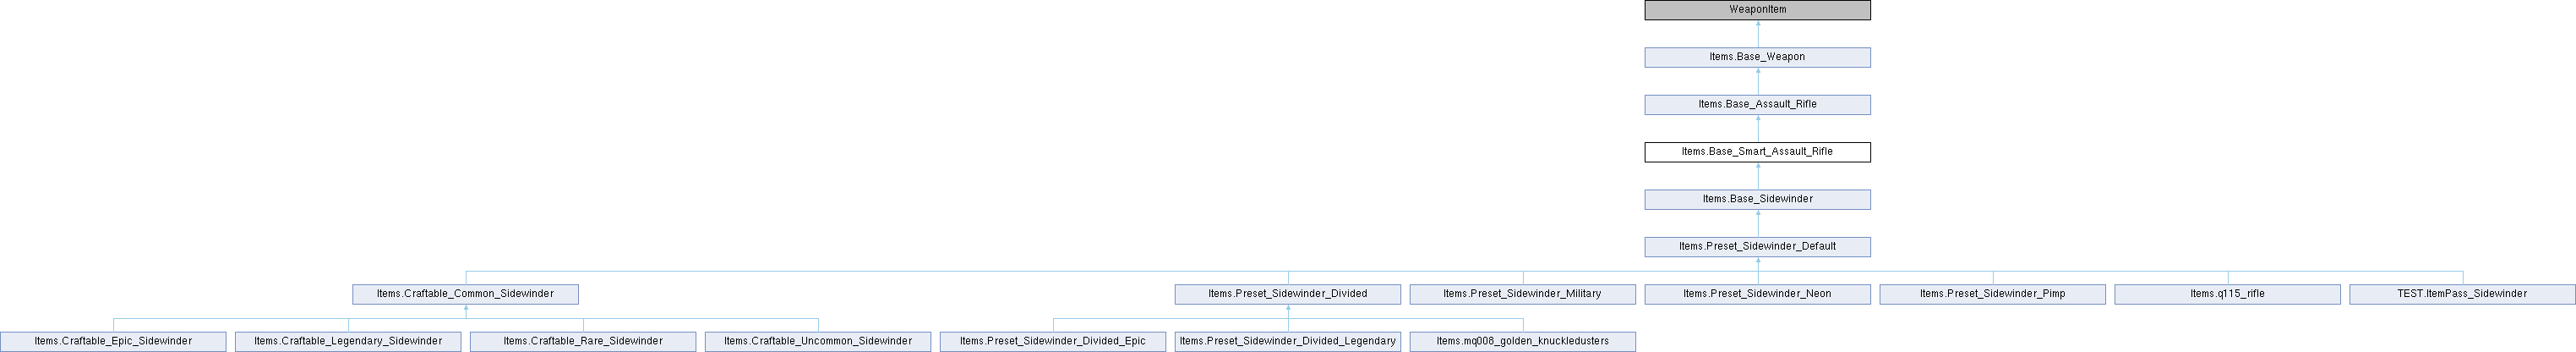 WeaponItem
Items.Base_Weapon
Items.Base_Assault_Rifle
Items.Base_Smart_Assault_Rifle
Items.Base_Sidewinder
Items.Preset_Sidewinder_Default
Items.Craftable_Common_Sidewinder
Items.Preset_Sidewinder_Divided
Items.Preset_Sidewinder_Military
Items.Preset_Sidewinder_Neon
Items.Preset_Sidewinder_Pimp
Items.q115_rifle
TEST.ItemPass_Sidewinder
Items.Craftable_Epic_Sidewinder
Items.Craftable_Legendary_Sidewinder
Items.Craftable_Rare_Sidewinder
Items.Craftable_Uncommon_Sidewinder
Items.Preset_Sidewinder_Divided_Epic
Items.Preset_Sidewinder_Divided_Legendary
Items.mq008_golden_knuckledusters